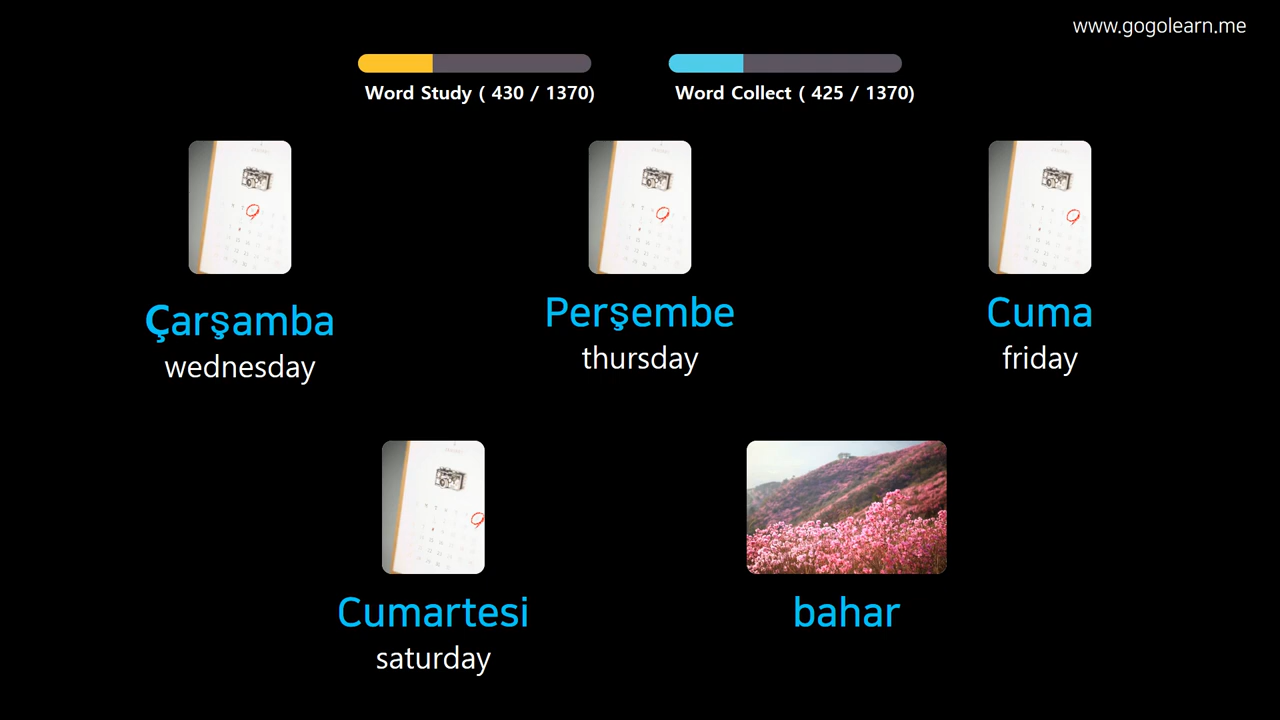 www.gogolearn.me
Word Study ( 430 / 1370)
Word Collect ( 425 / 1370)
Çarşamba
wednesday
Perşembe
thursday
Cuma
friday
Cumartesi
saturday
bahar